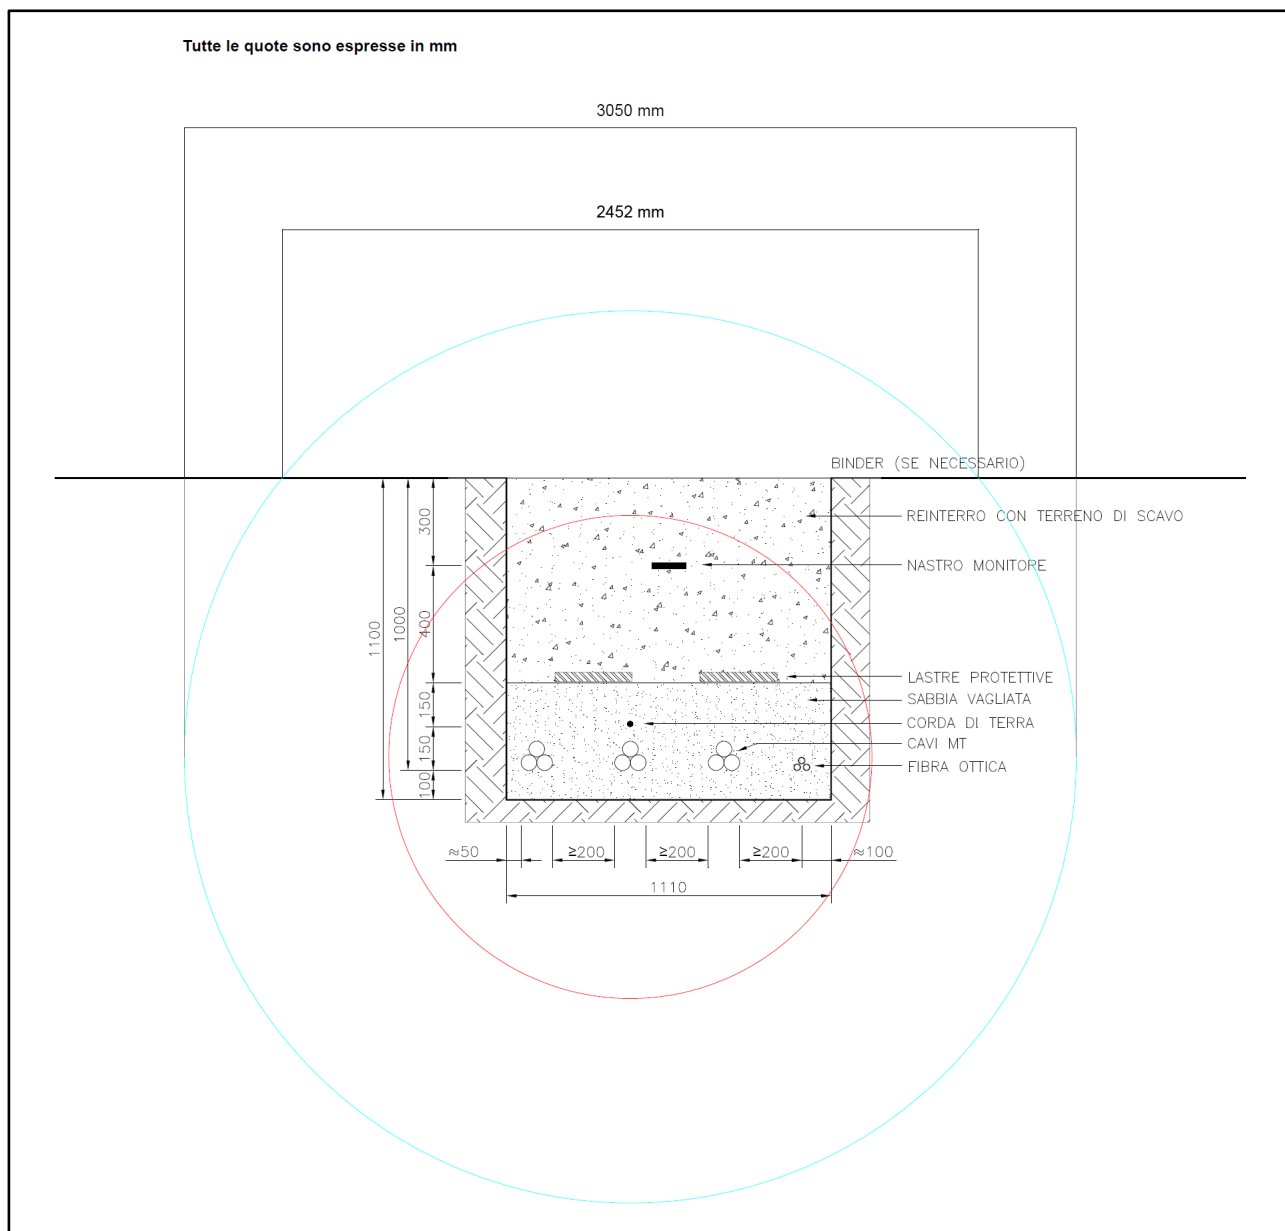 Tutte le quote sono espresse in mm
3050 mm
2452 mm
BINDER (SE NECESSARIO)
REINTERRO CON TERRENO DI SCAVO
NASTRO MONITORE
LASTRE PROTETTIVE
SABBIA VAGLIATA
CORDA DI TERRA
CAVI MT
FIBRA OTTICA
1100
1000
300
400
150
150
100
≈50
≥200
≥200
≥200
≈100
1110